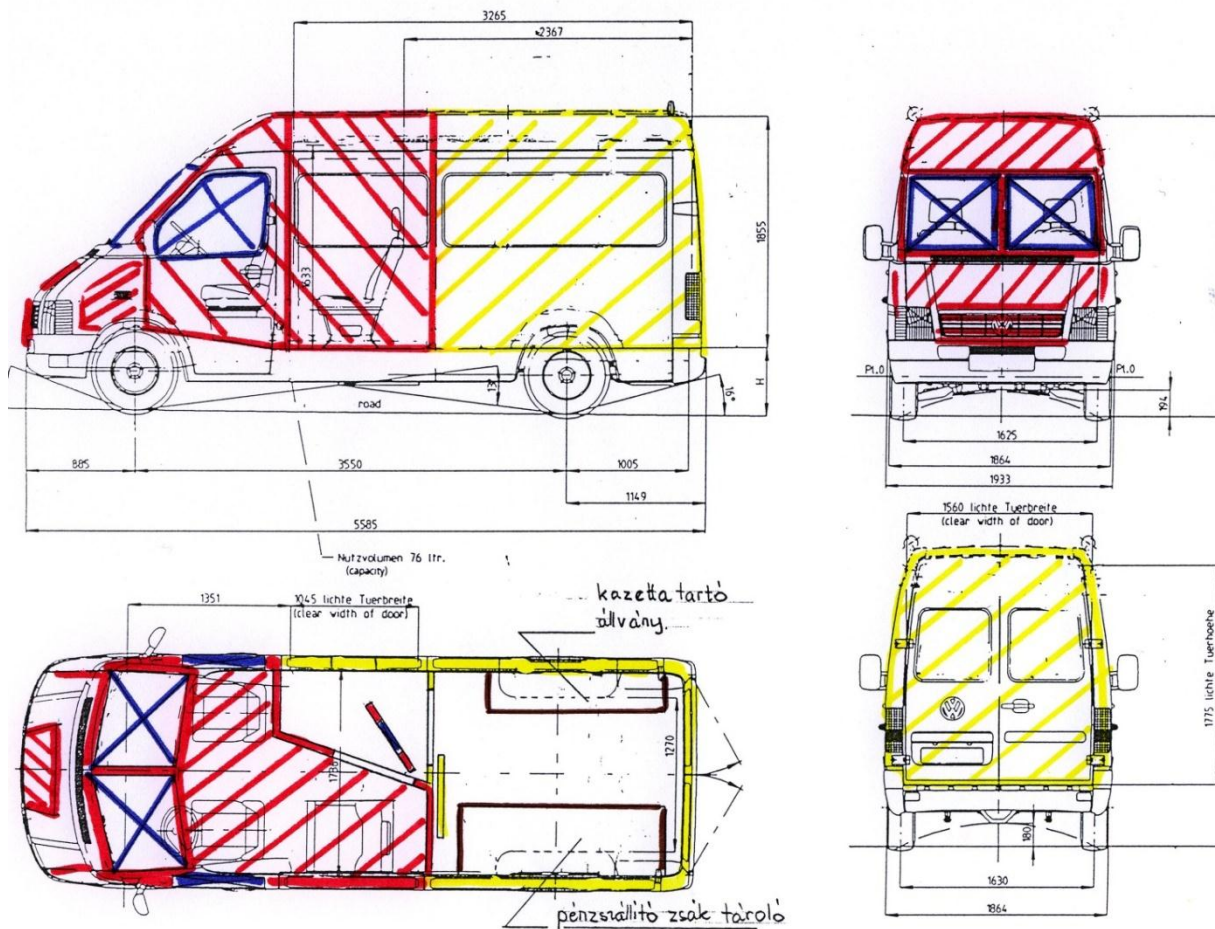 3265
2367
1855
633
13°
16°
H
road
885
3550
1005
1149
5585
Nutzvolumen 76 ltr.
(capacity)
Pt.0
Pt.0
194
1625
1864
1933
1351
1045 lichte Tuerbreite
(clear width of door)
kazetta tartó
állvány.
1270
pénzszállító zsák tároló
1560 lichte Tuerbreite
(clear width of door)
1775 lichte Tuerhoehe
180
1630
1864